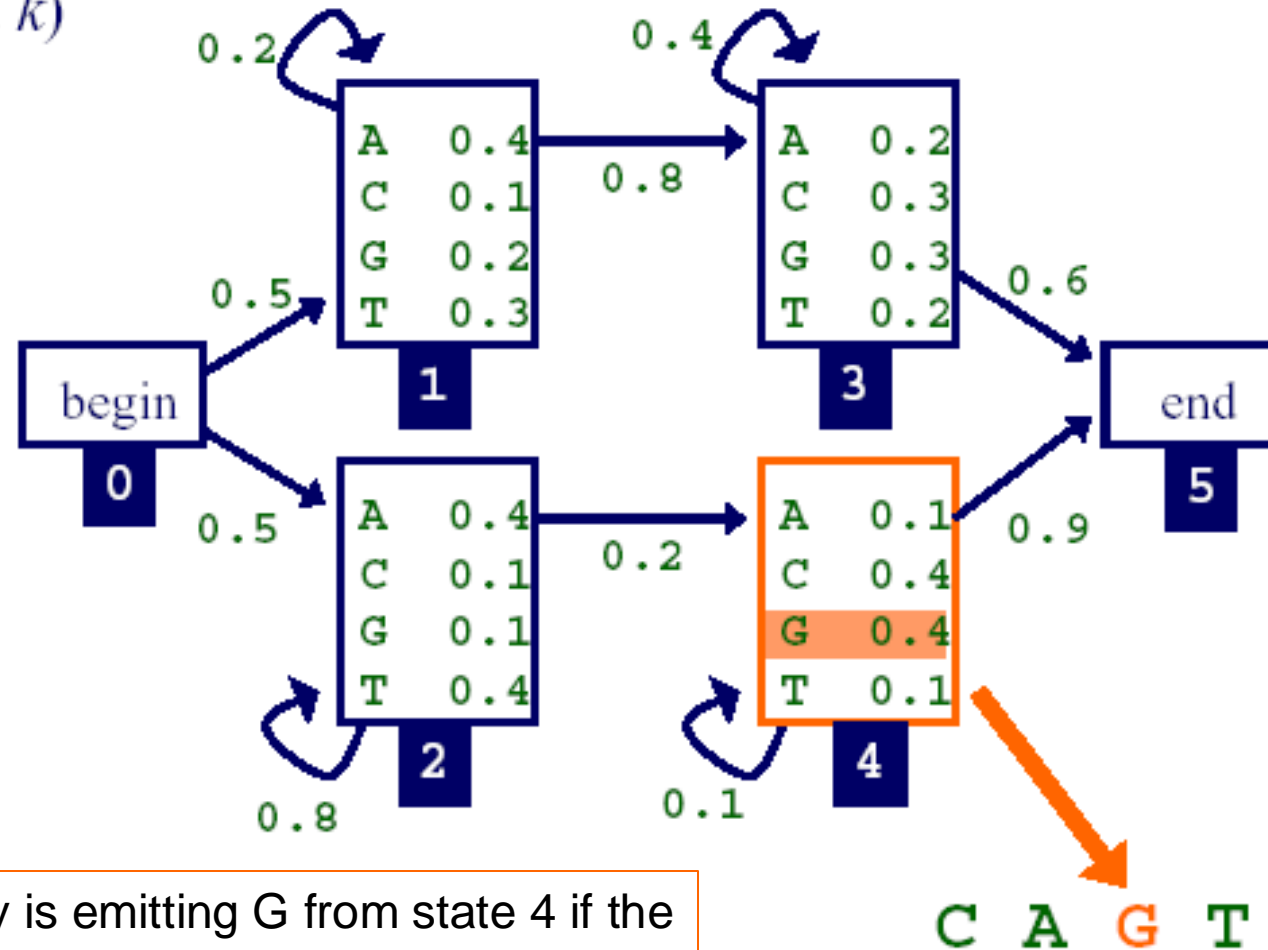 k)
0.2
0.4
A 0.4
C 0.1
G 0.2
T 0.3
1
0.8
A 0.2
C 0.3
G 0.3
T 0.2
3
0.5
0.6
begin
0
end
5
0.5
A 0.4
C 0.1
G 0.1
T 0.4
2
0.2
A 0.1
C 0.4
G 0.4
T 0.1
4
0.9
0.8
0.1
is emitting G from state 4 if the
C A G T